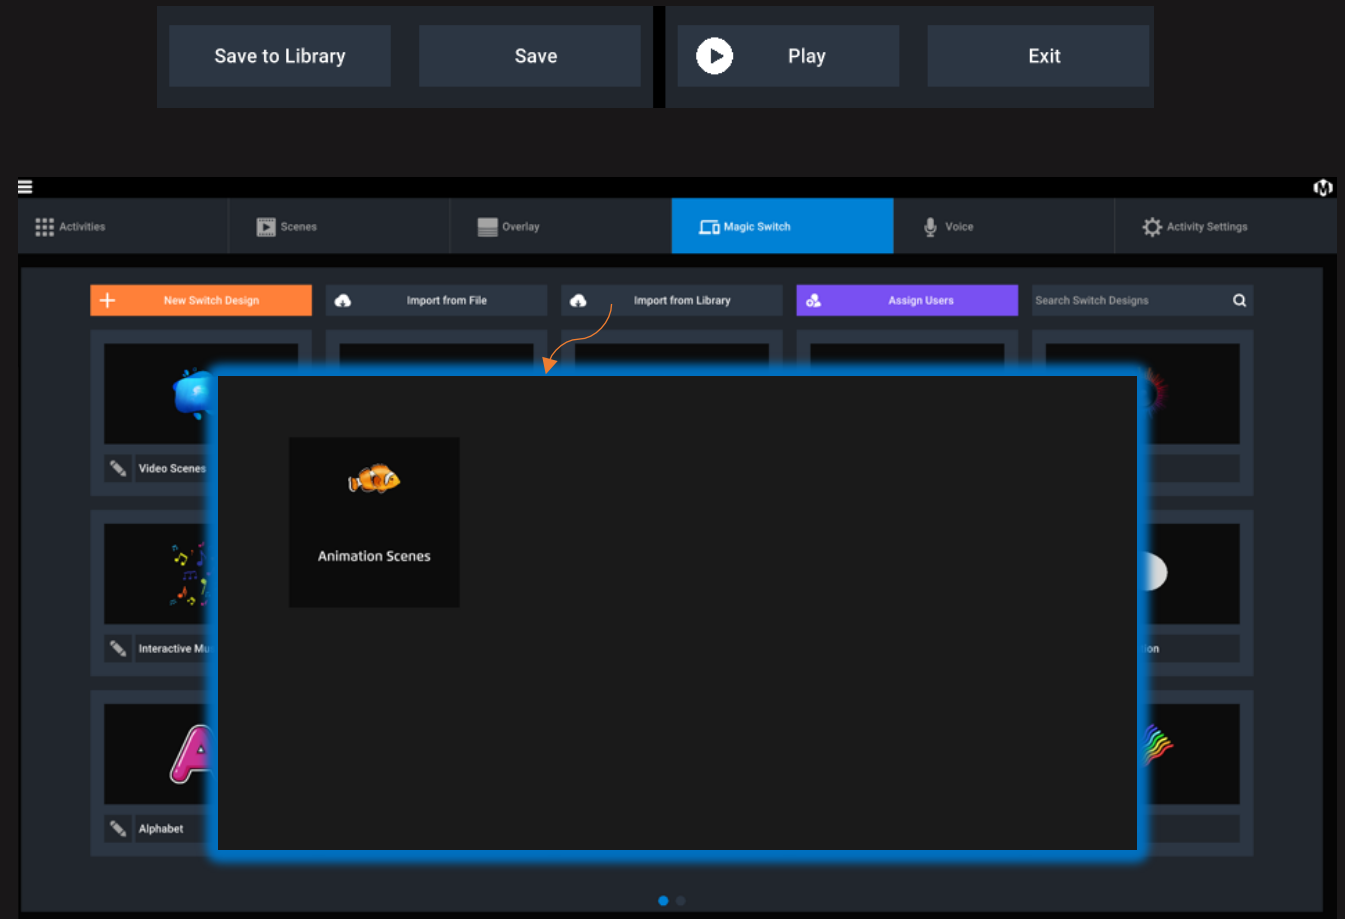 Save to Library
Save
Play
Exit
Activities
Scenes
Overlay
Magic Switch
Voice
Activity Settings
New Switch Design
Import from File
Import from Library
Assign Users
Search Switch Designs
Video Scenes
Animation Scenes
Interactive Mu
ion
Alphabet